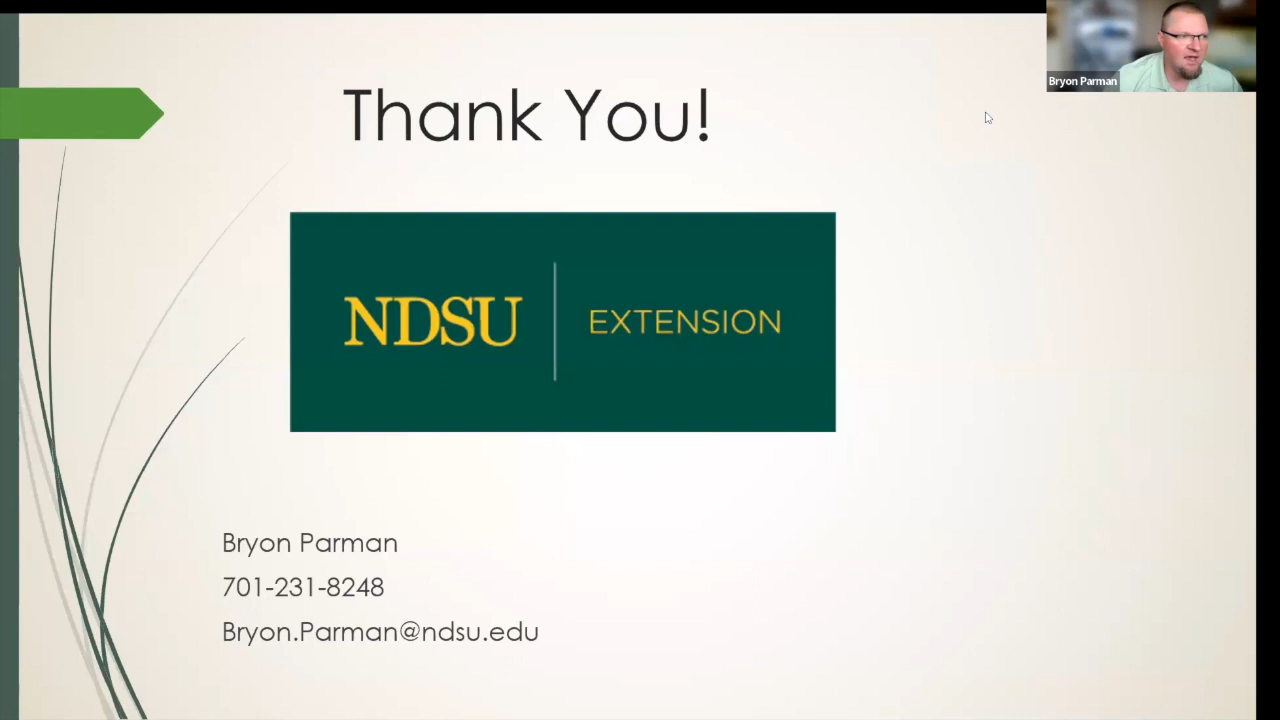 Thank You!
Bryon Parman
NDSU
EXTENSION
Bryon Parman
701-231-8248
Bryon.Parman@ndsu.edu